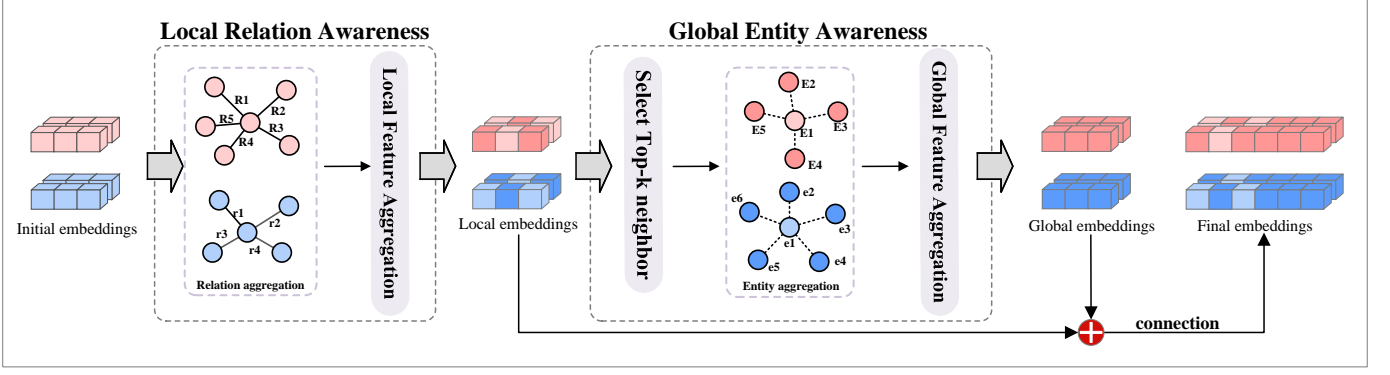 Local Relation Awareness
Global Entity Awareness
Initial embeddings
R1
R2
R5
R3
R4
r1
r2
r3
r4
Relation aggregation
Local Feature Aggregation
Local embeddings
Select Top-k neighbor
E2
E5
E1
E3
E4
e2
e6
e3
e1
e5
e4
Entity aggregation
Global Feature Aggregation
Global embeddings
Final embeddings
connection